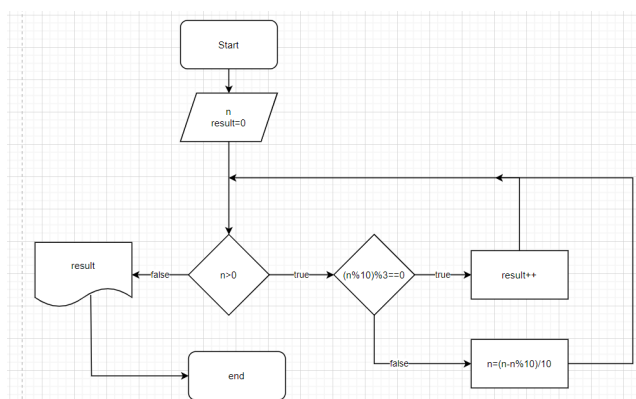 Start
n
result=0
result
false
n>0
true
(n%10)%3==0
true
result++
false
n=(n-n%10)/10
end